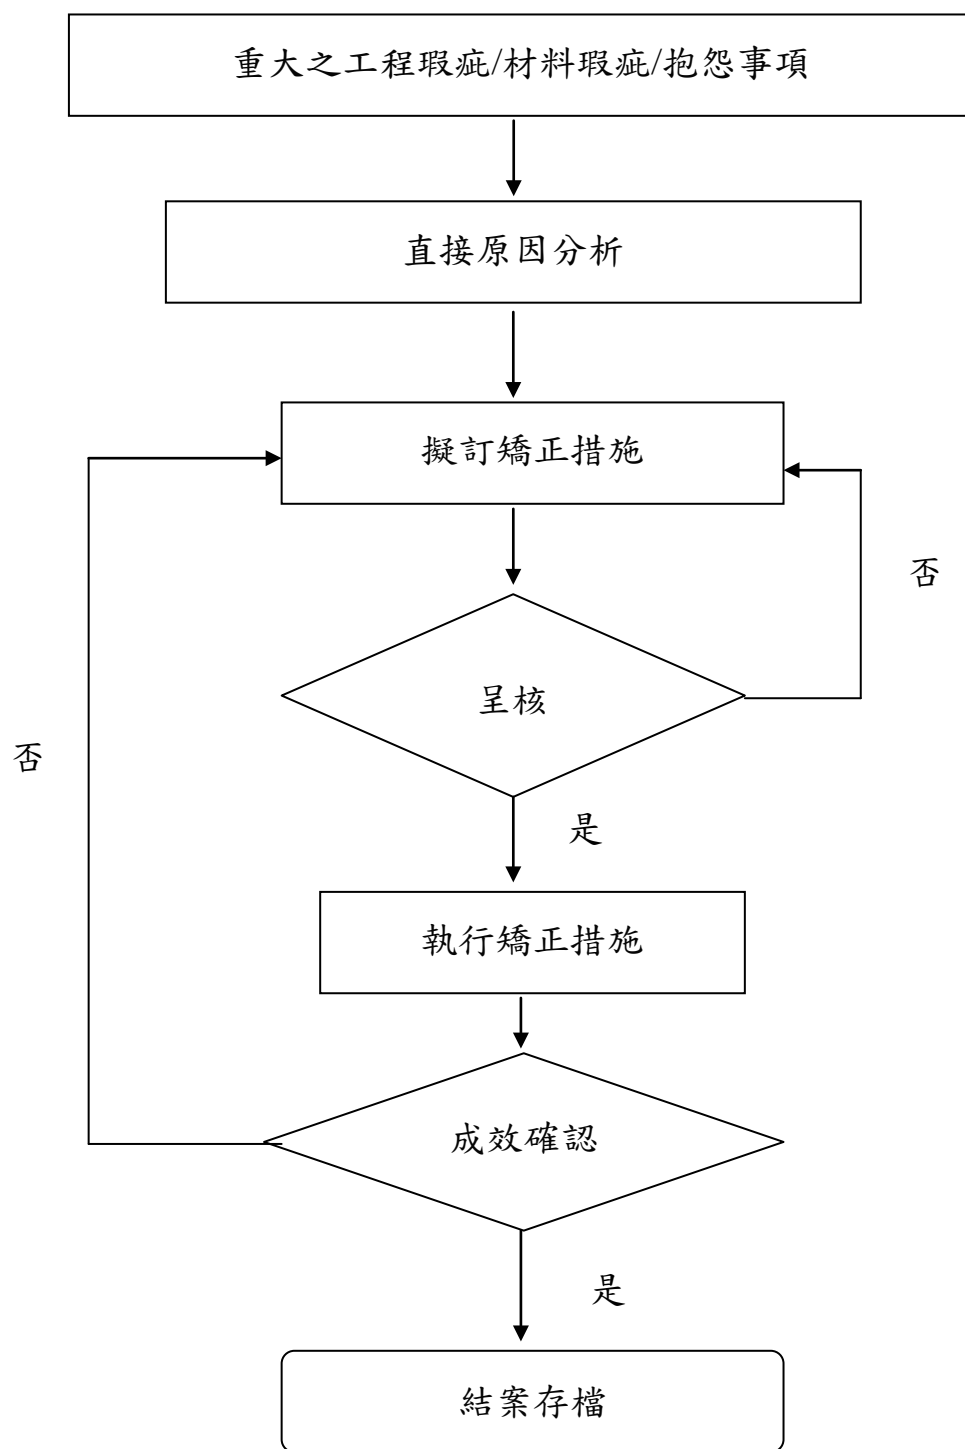 重大之工程瑕疵/材料瑕疵/抱怨事項
直接原因分析
擬訂矯正措施
否
呈核
否
是
執行矯正措施
成效確認
是
結案存檔